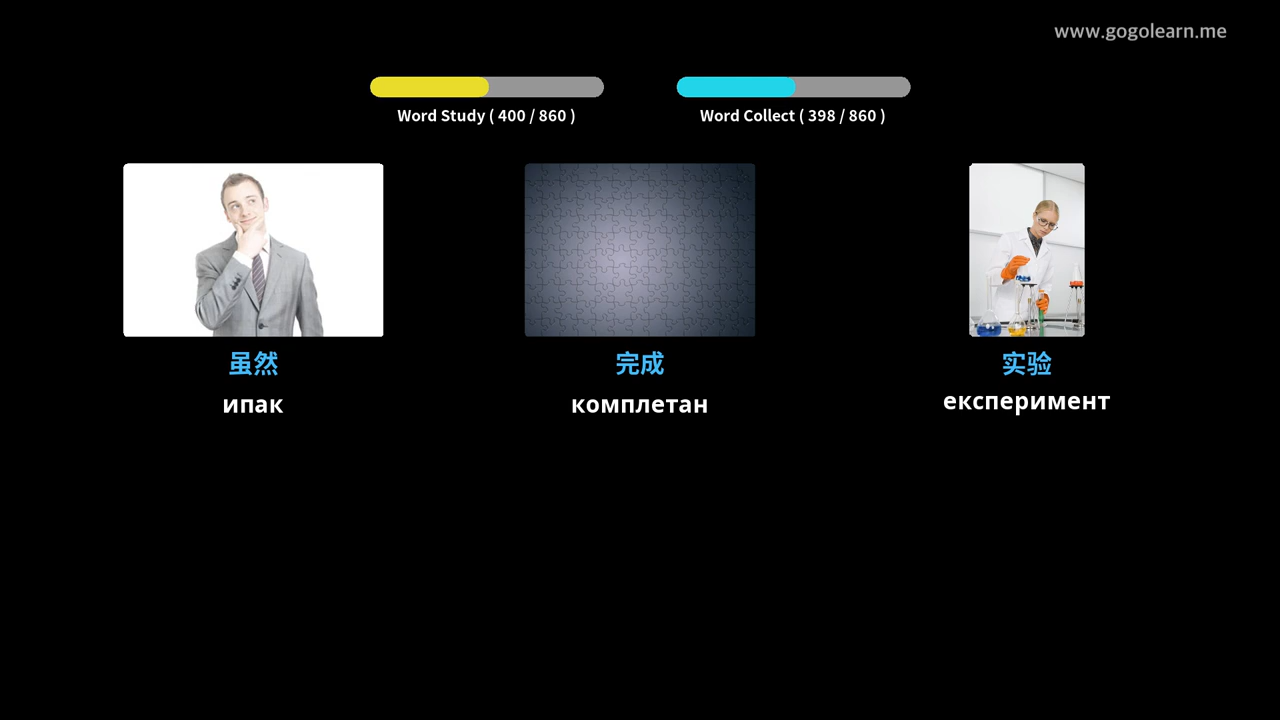 www.gogolearn.me
Word Study ( 400 / 860 )
Word Collect ( 398 / 860 )
虽然
完成
实验
ипак
комплетан
експеримент